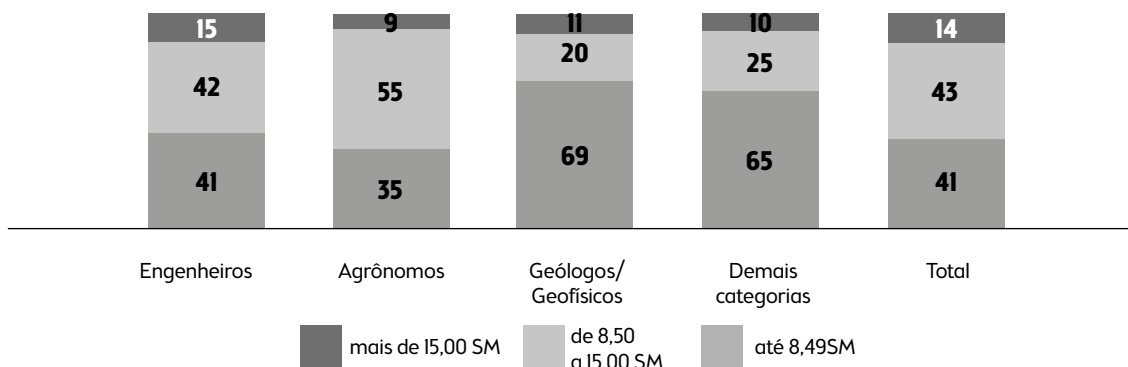 15 9 11 10 14
42 55 20 25 43
41 35 69 65 41
Engenheiros Agrônomos Geólogos/ Demais Total
Geofísicos categorias
mais de 15,00 SM de 8,50 até 8,49SM
a 15,00 SM